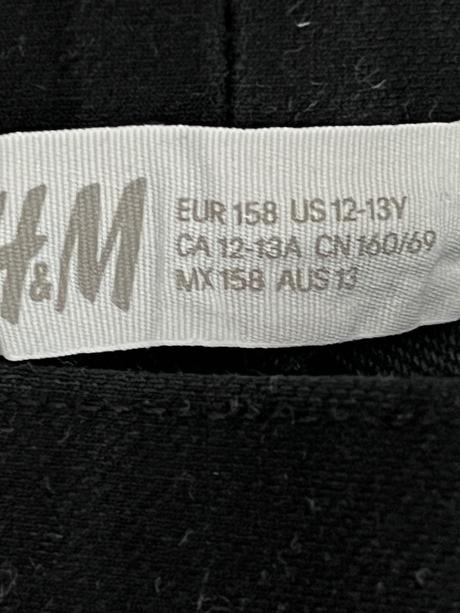 H&M
EUR 158 US 12-13Y
CA 12-13A CN 160/69
MX 158 AUS 13